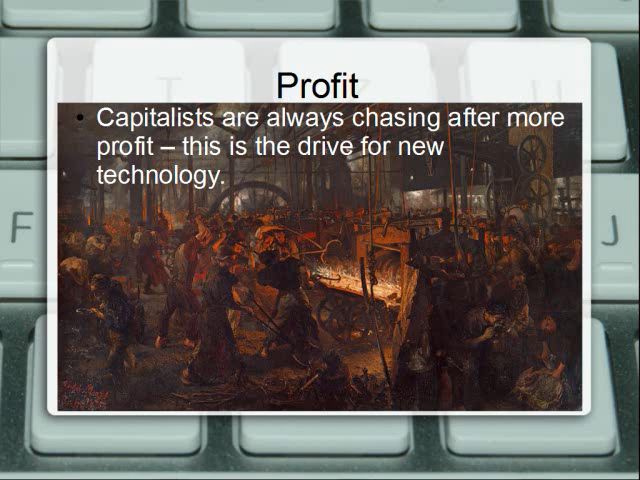 Profit
• Capitalists are always chasing after more
profit – this is the drive for new
technology.
F
J